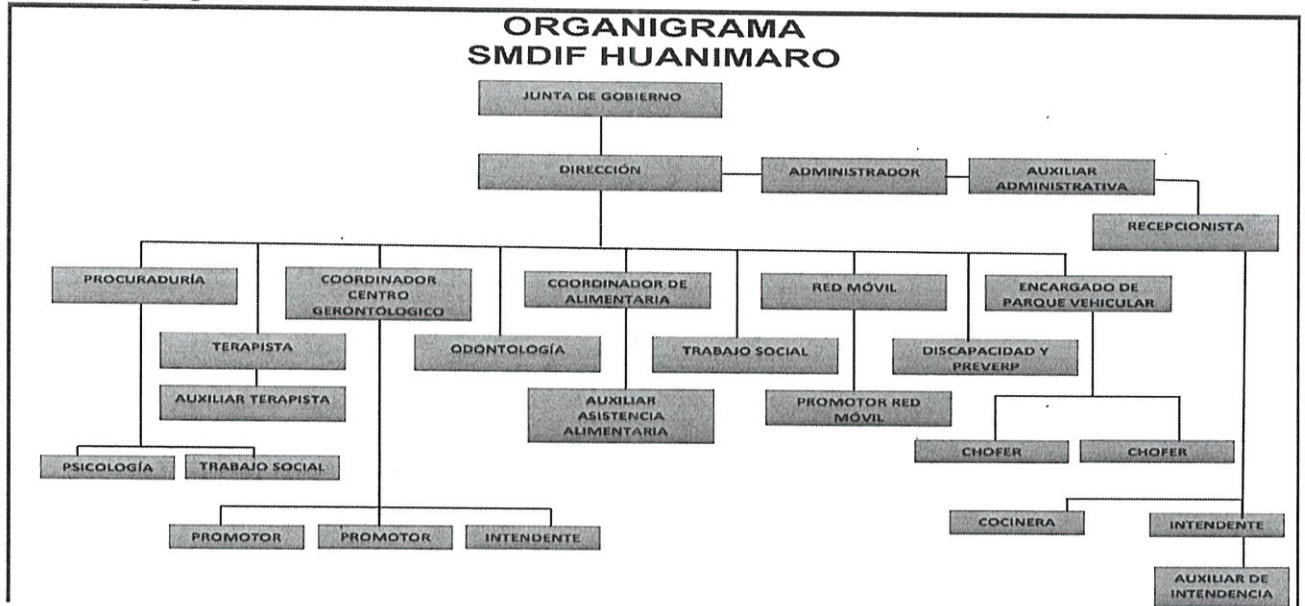 ORGANIGRAMA
SMDIF HUANIMARO
JUNTA DE GOBIERNO
DIRECCIÓN
ADMINISTRADOR
AUXILIAR
ADMINISTRATIVA
RECEPCIONISTA
PROCURADURÍA
COORDINADOR
CENTRO
GERONTÓLOGICO
COORDINADOR DE
ALIMENTARIA
RED MÓVIL
ENCARGADO DE
PARQUE VEHICULAR
TERAPISTA
ODONTOLOGÍA
TRABAJO SOCIAL
DISCAPACIDAD Y
PREVERP
AUXILIAR TERAPISTA
AUXILIAR
ASISTENCIA
ALIMENTARIA
PROMOTOR RED
MÓVIL
CHOFER
CHOFER
PSICOLOGÍA
TRABAJO SOCIAL
COCINERA
INTENDENTE
PROMOTOR
PROMOTOR
INTENDENTE
AUXILIAR DE
INTENDENCIA